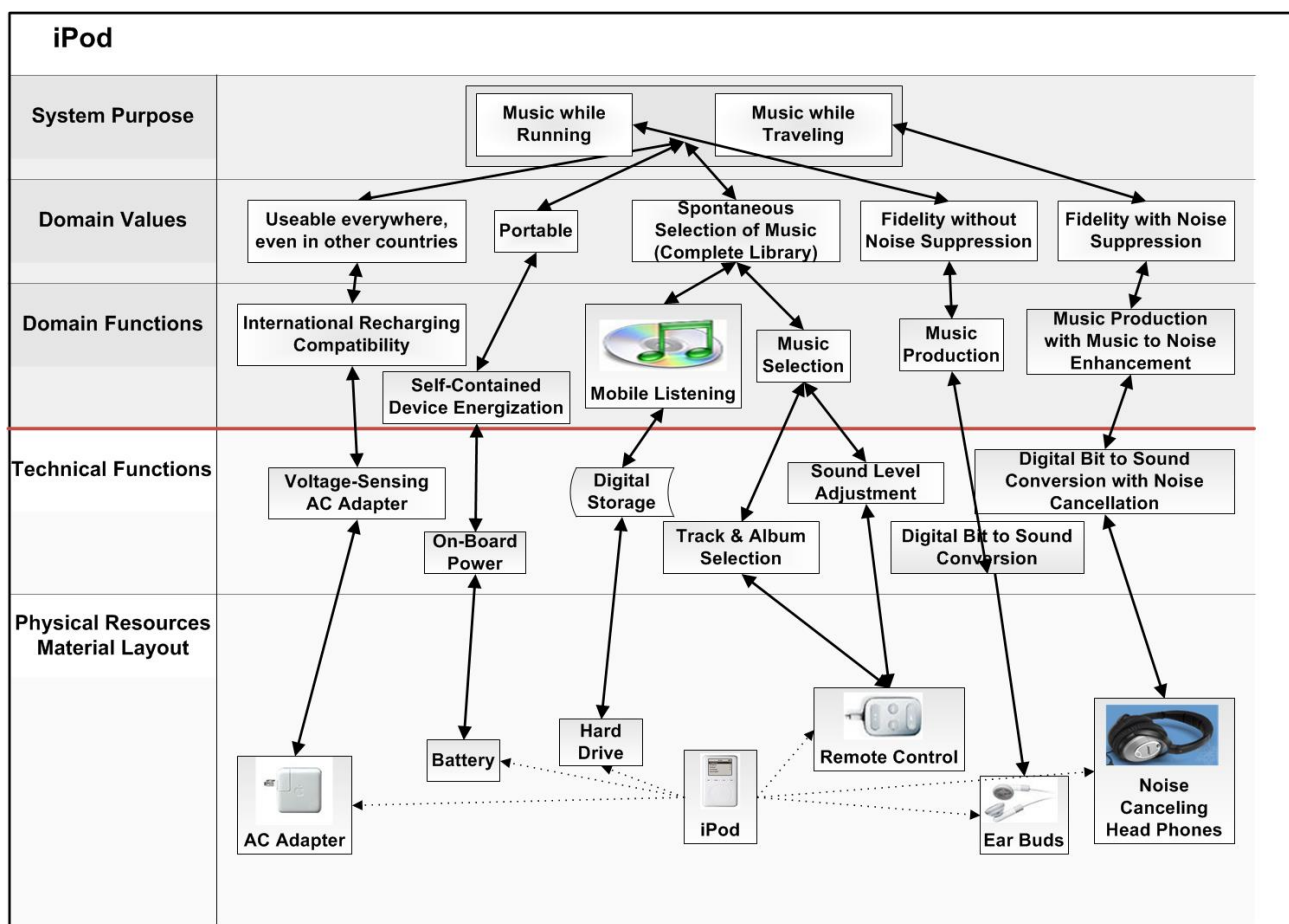 iPod
System Purpose
Music while
Running
Music while
Traveling
Domain Values
Useable everywhere,
even in other countries
Portable
Spontaneous
Selection of Music
(Complete Library)
Fidelity without
Noise Suppression
Fidelity with Noise
Suppression
Domain Functions
International Recharging
Compatibility
Self-Contained
Device Energization
Mobile Listening
Music
Selection
Music
Production
Music Production
with Music to Noise
Enhancement
Technical Functions
Voltage-Sensing
AC Adapter
On-Board
Power
Digital
Storage
Track & Album
Selection
Sound Level
Adjustment
Digital Bit to Sound
Conversion
Digital Bit to Sound
Conversion with Noise
Cancellation
Physical Resources
Material Layout
AC Adapter
Battery
Hard
Drive
iPod
Remote Control
Ear Buds
Noise
Canceling
Head Phones